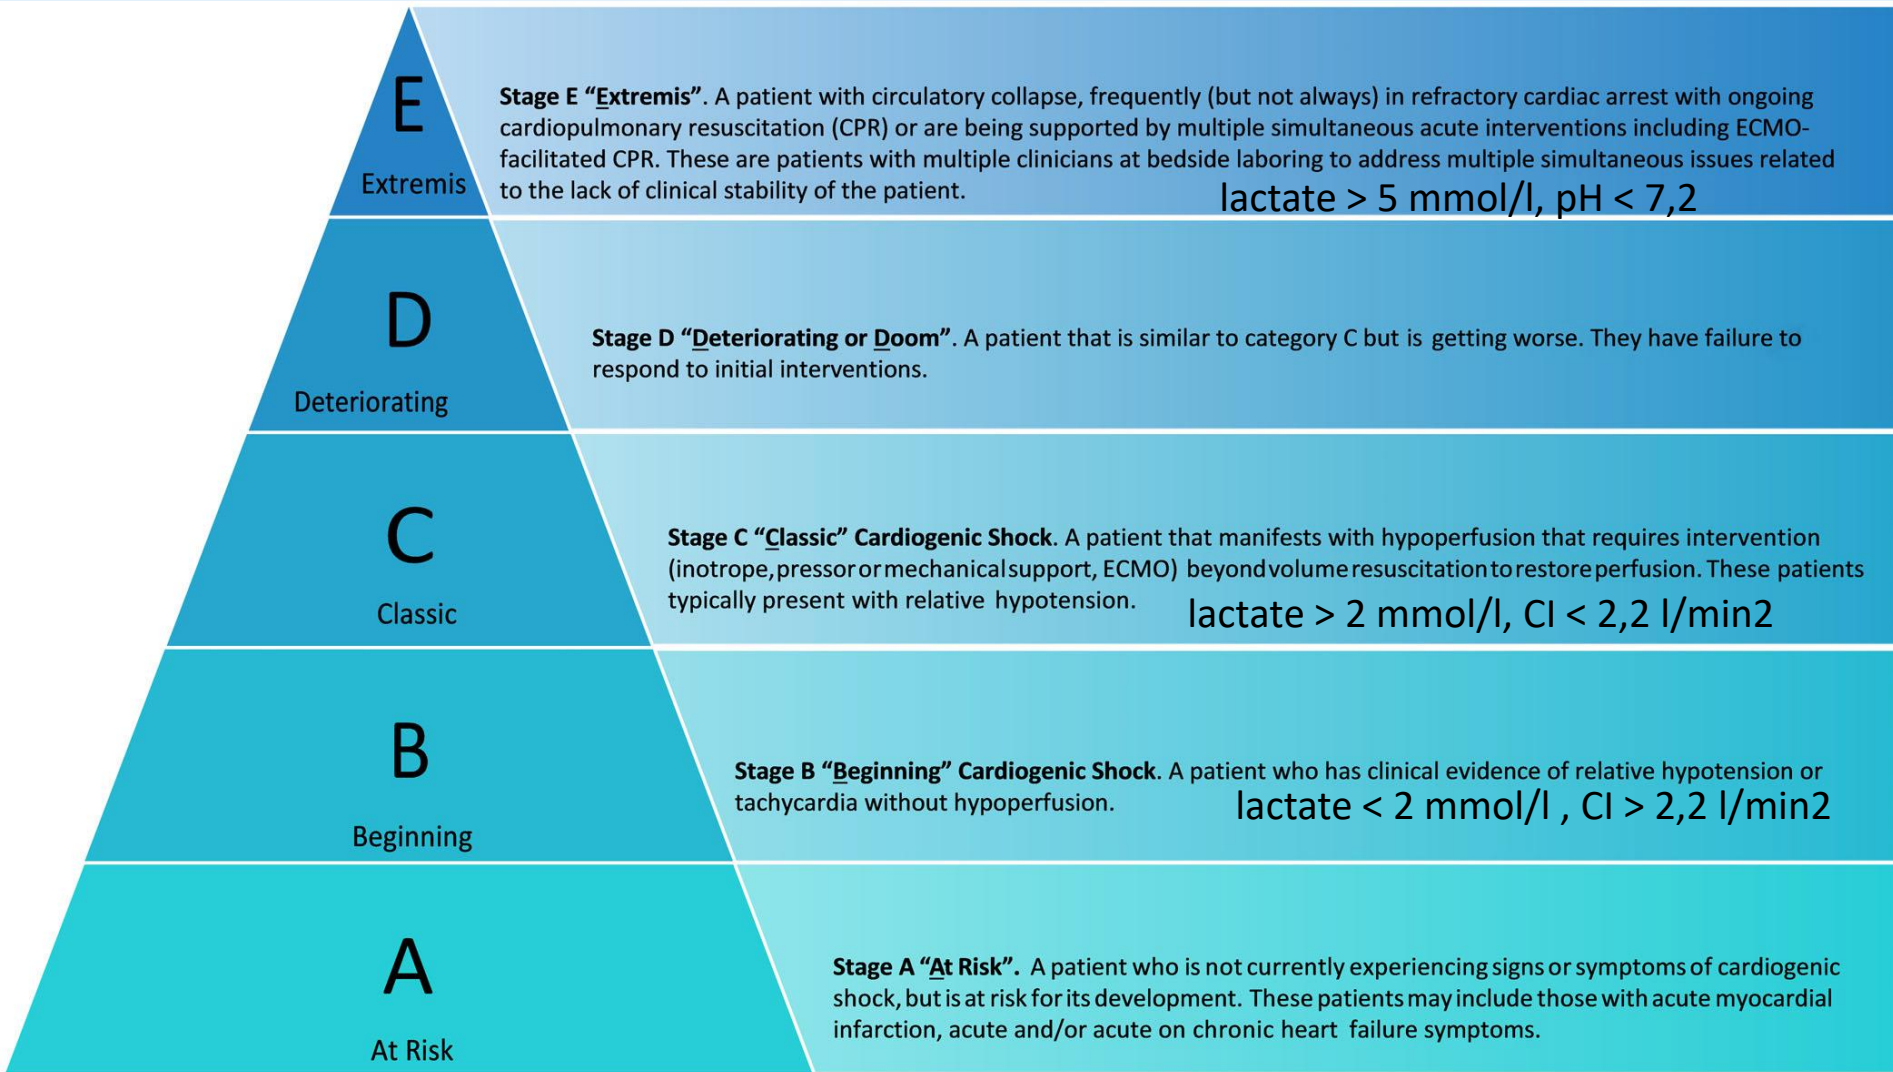 E
Extremis
Stage E “Extremis”. A patient with circulatory collapse, frequently (but not always) in refractory cardiac arrest with ongoing
cardiopulmonary resuscitation (CPR) or are being supported by multiple simultaneous acute interventions including ECMO-
facilitated CPR. These are patients with multiple clinicians at bedside laboring to address multiple simultaneous issues related
to the lack of clinical stability of the patient.
lactate > 5 mmol/l, pH < 7,2
D
Deteriorating
Stage D “Deteriorating or Doom”. A patient that is similar to category C but is getting worse. They have failure to
respond to initial interventions.
C
Classic
Stage C “Classic” Cardiogenic Shock. A patient that manifests with hypoperfusion that requires intervention
(inotrope, pressor or mechanical support, ECMO) beyond volume resuscitation to restore perfusion. These patients
typically present with relative hypotension.
lactate > 2 mmol/l, CI < 2,2 l/min2
B
Beginning
Stage B “Beginning” Cardiogenic Shock. A patient who has clinical evidence of relative hypotension or
tachycardia without hypoperfusion.
lactate < 2 mmol/l , CI > 2,2 l/min2
A
At Risk
Stage A “At Risk”. A patient who is not currently experiencing signs or symptoms of cardiogenic
shock, but is at risk for its development. These patients may include those with acute myocardial
infarction, acute and/or acute on chronic heart failure symptoms.